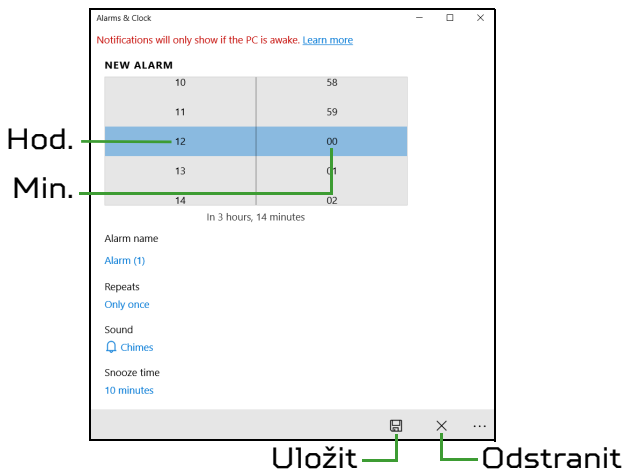 Alarms & Clock
Notifications will only show if the PC is awake. Learn more
NEW ALARM
10 58
11 59
Hod. 12 00
Min. 13 01
14 02
In 3 hours, 14 minutes
Alarm name
Alarm (1)
Repeats
Only once
Sound
Chimes
Snooze time
10 minutes
Uložit Odstranit